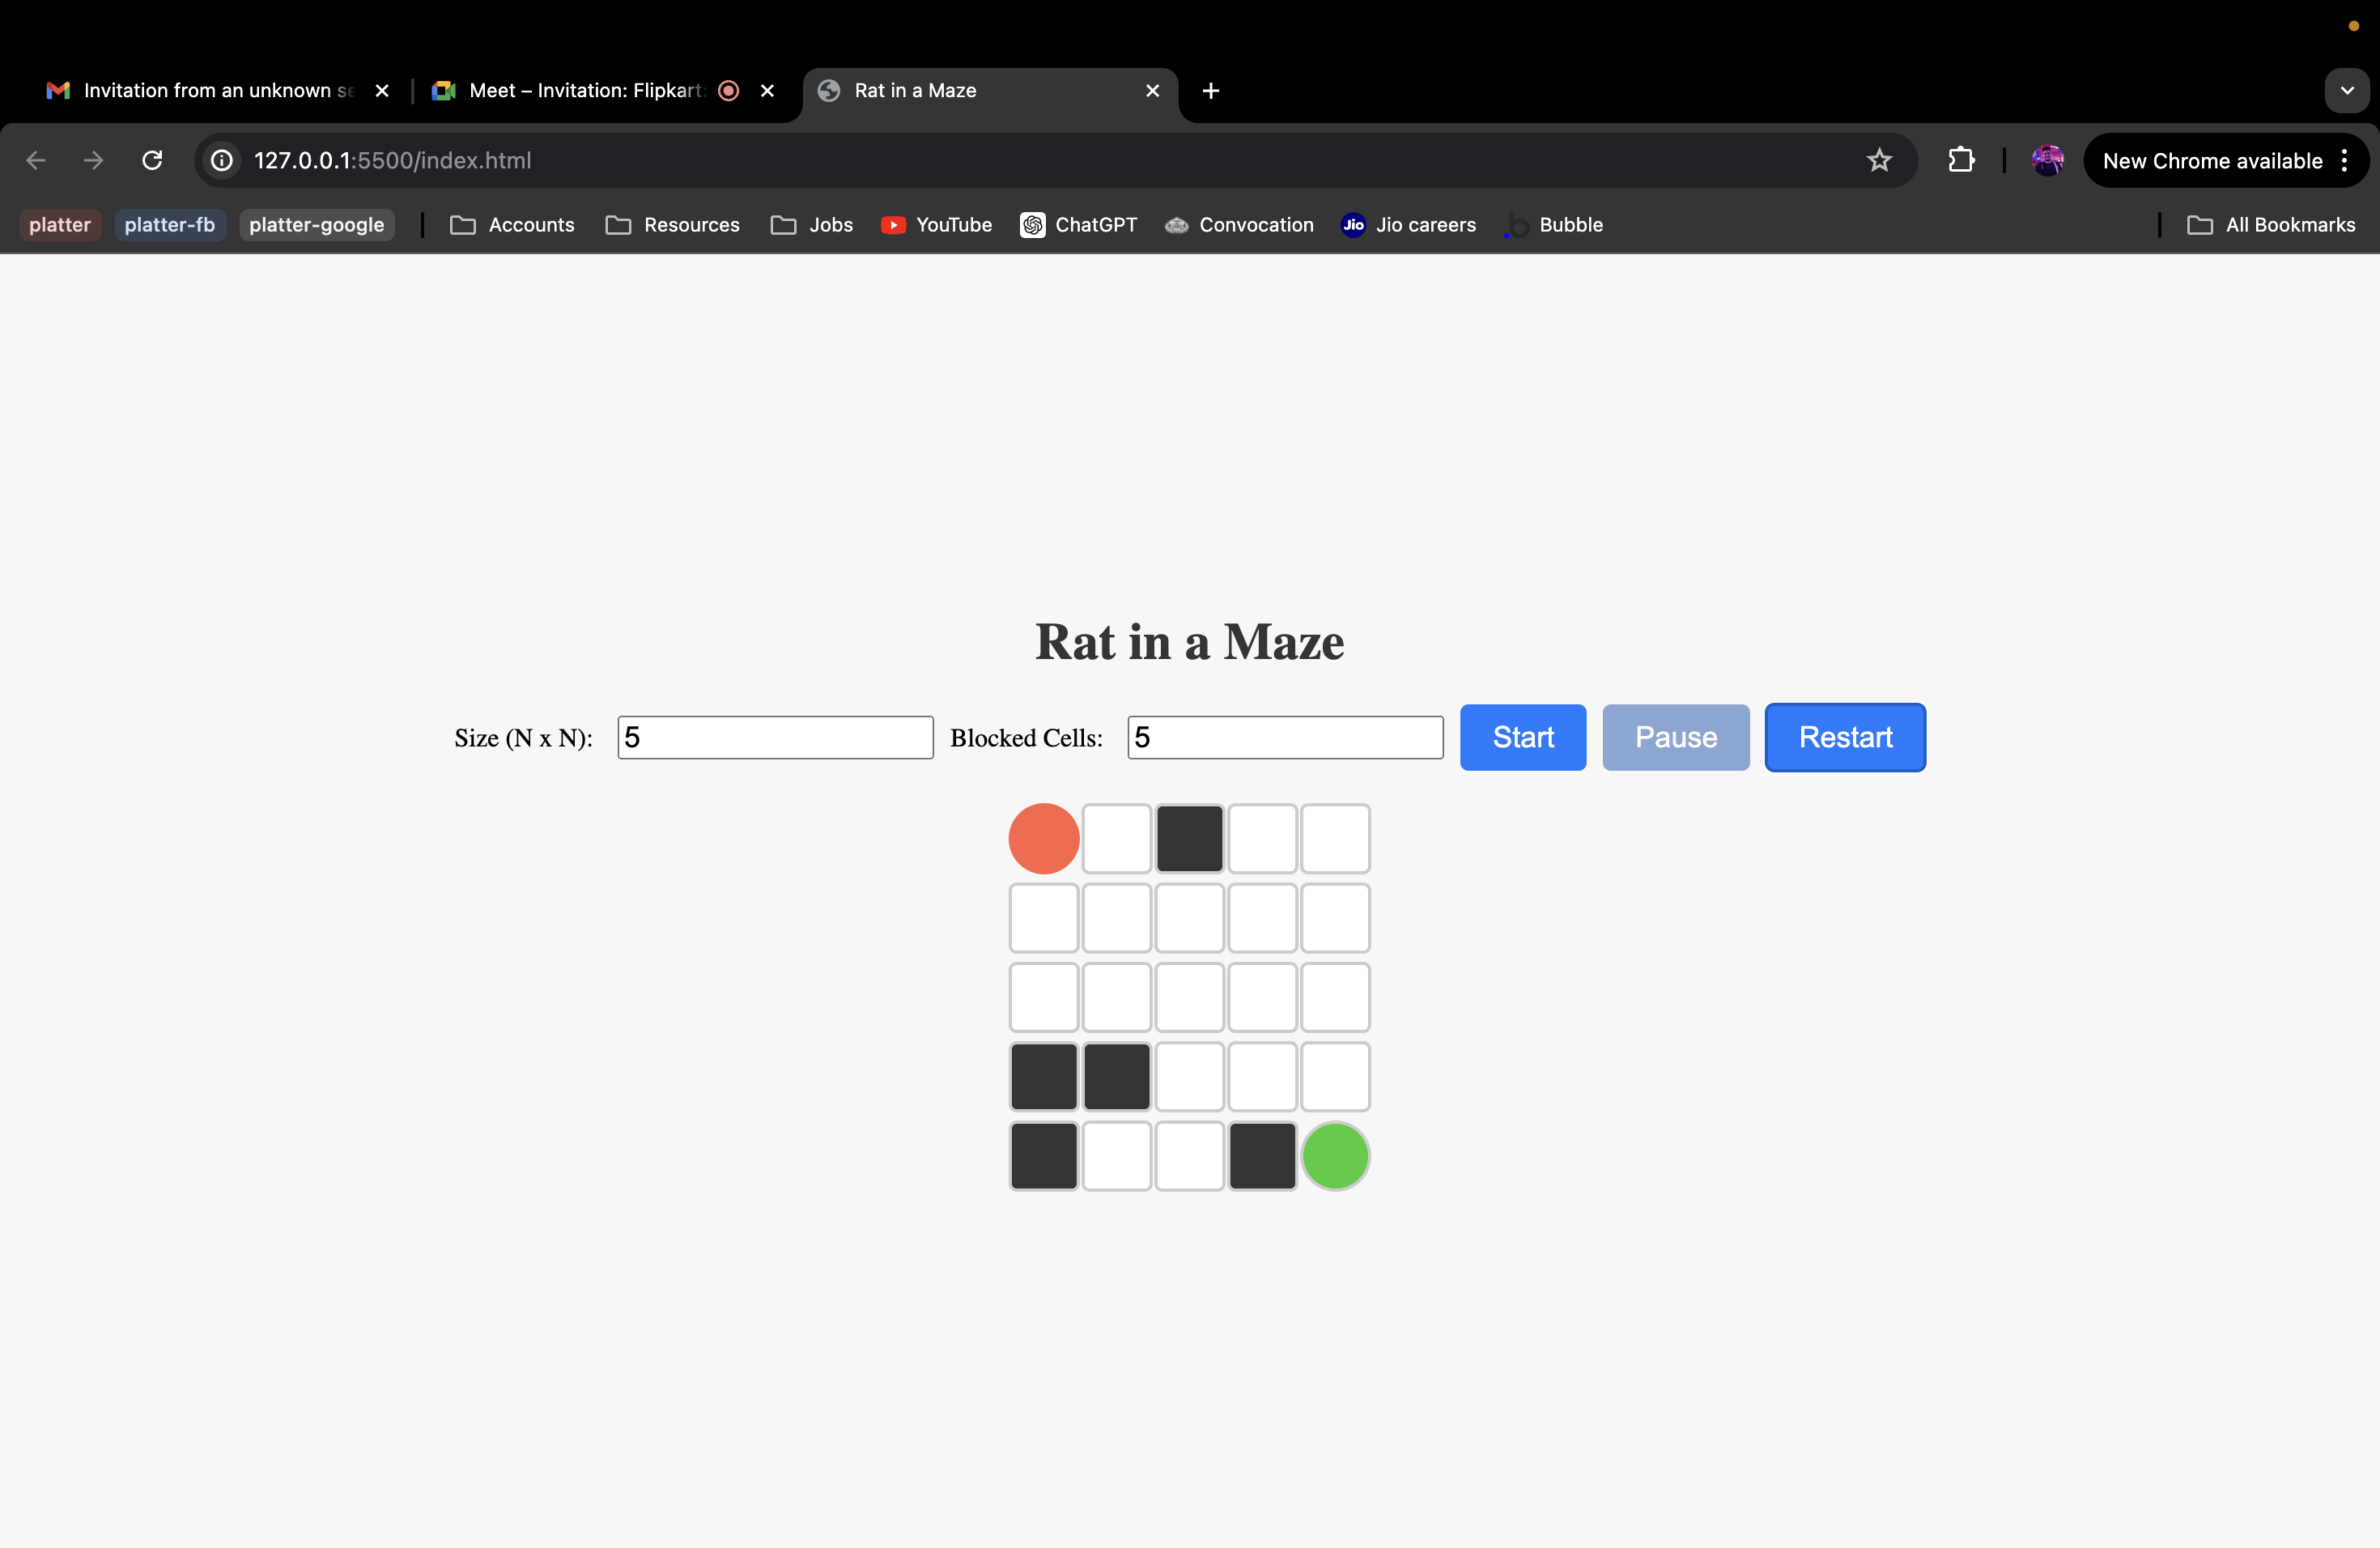 Invitation from an unknown se
Meet – Invitation: Flipkart:
Rat in a Maze
127.0.0.1:5500/index.html
New Chrome available
platter platter-fb platter-google Accounts Resources Jobs YouTube ChatGPT Convocation Jio Jio careers b Bubble All Bookmarks
Rat in a Maze
Size (N x N): 5 Blocked Cells: 5 Start Pause Restart